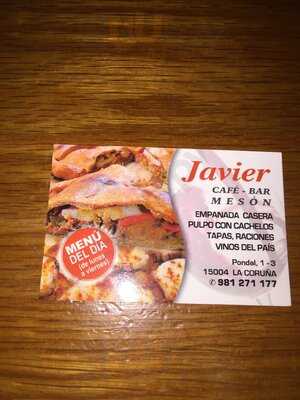 Javier
CAFÉ - BAR
MESÓN
EMPANADA CASERA
PULPO CON CACHELOS
TAPAS, RACIONES
VINOS DEL PAÍS
Pondal, 1 - 3
15004 LA CORUÑA
✆ 981 271 177
MENÚ
DEL DÍA
(de lunes
a viernes)